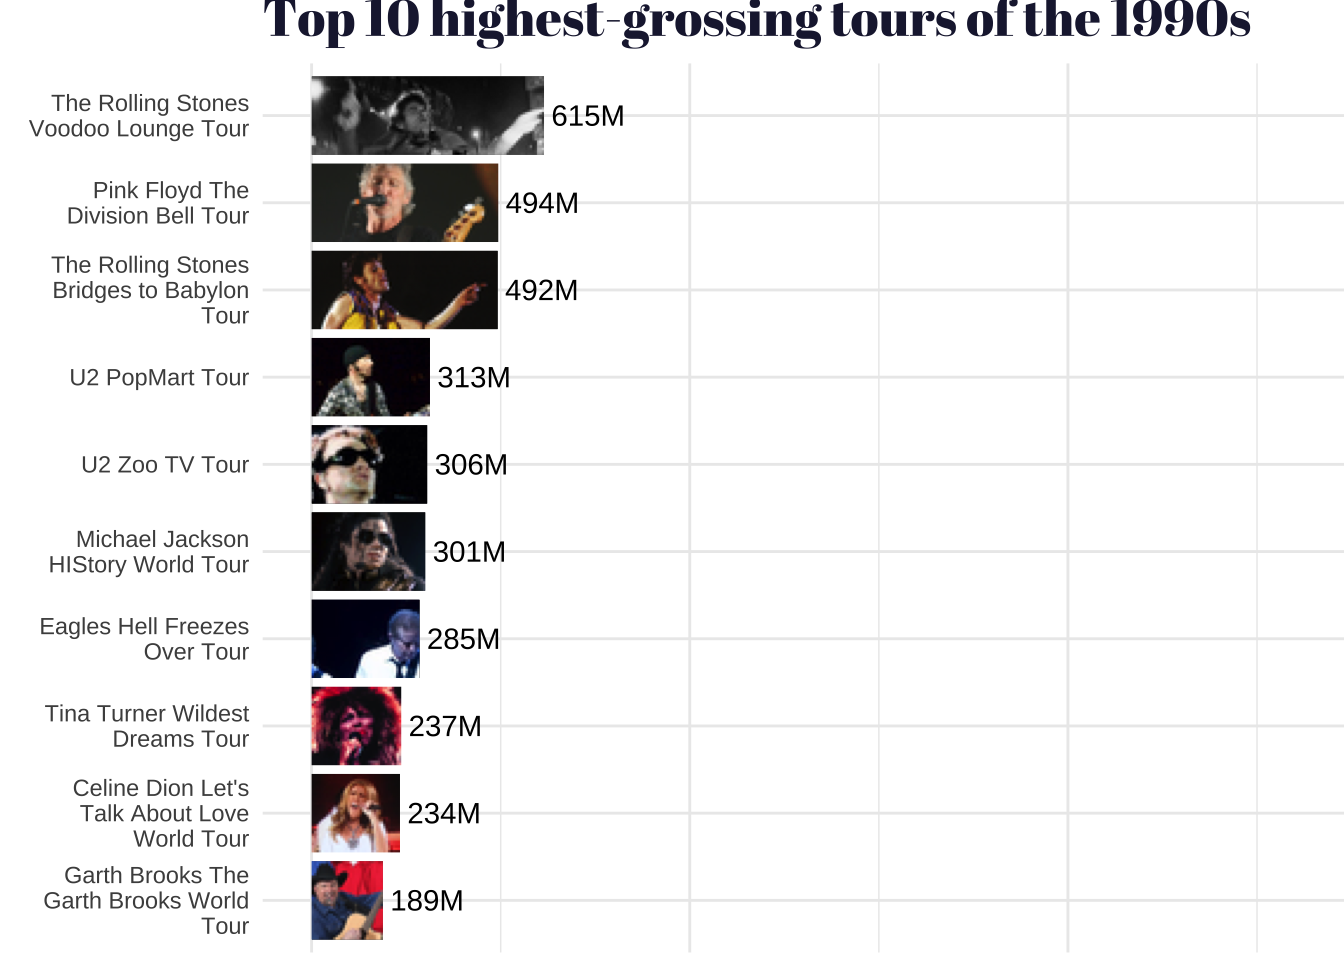 Top 10 highest-grossing tours of the 1990s
The Rolling Stones
Voodoo Lounge Tour
615M
Pink Floyd The
Division Bell Tour
494M
The Rolling Stones
Bridges to Babylon
Tour
492M
U2 PopMart Tour
313M
U2 Zoo TV Tour
306M
Michael Jackson
HIStory World Tour
301M
Eagles Hell Freezes
Over Tour
285M
Tina Turner Wildest
Dreams Tour
237M
Celine Dion Let's
Talk About Love
World Tour
234M
Garth Brooks The
Garth Brooks World
Tour
189M